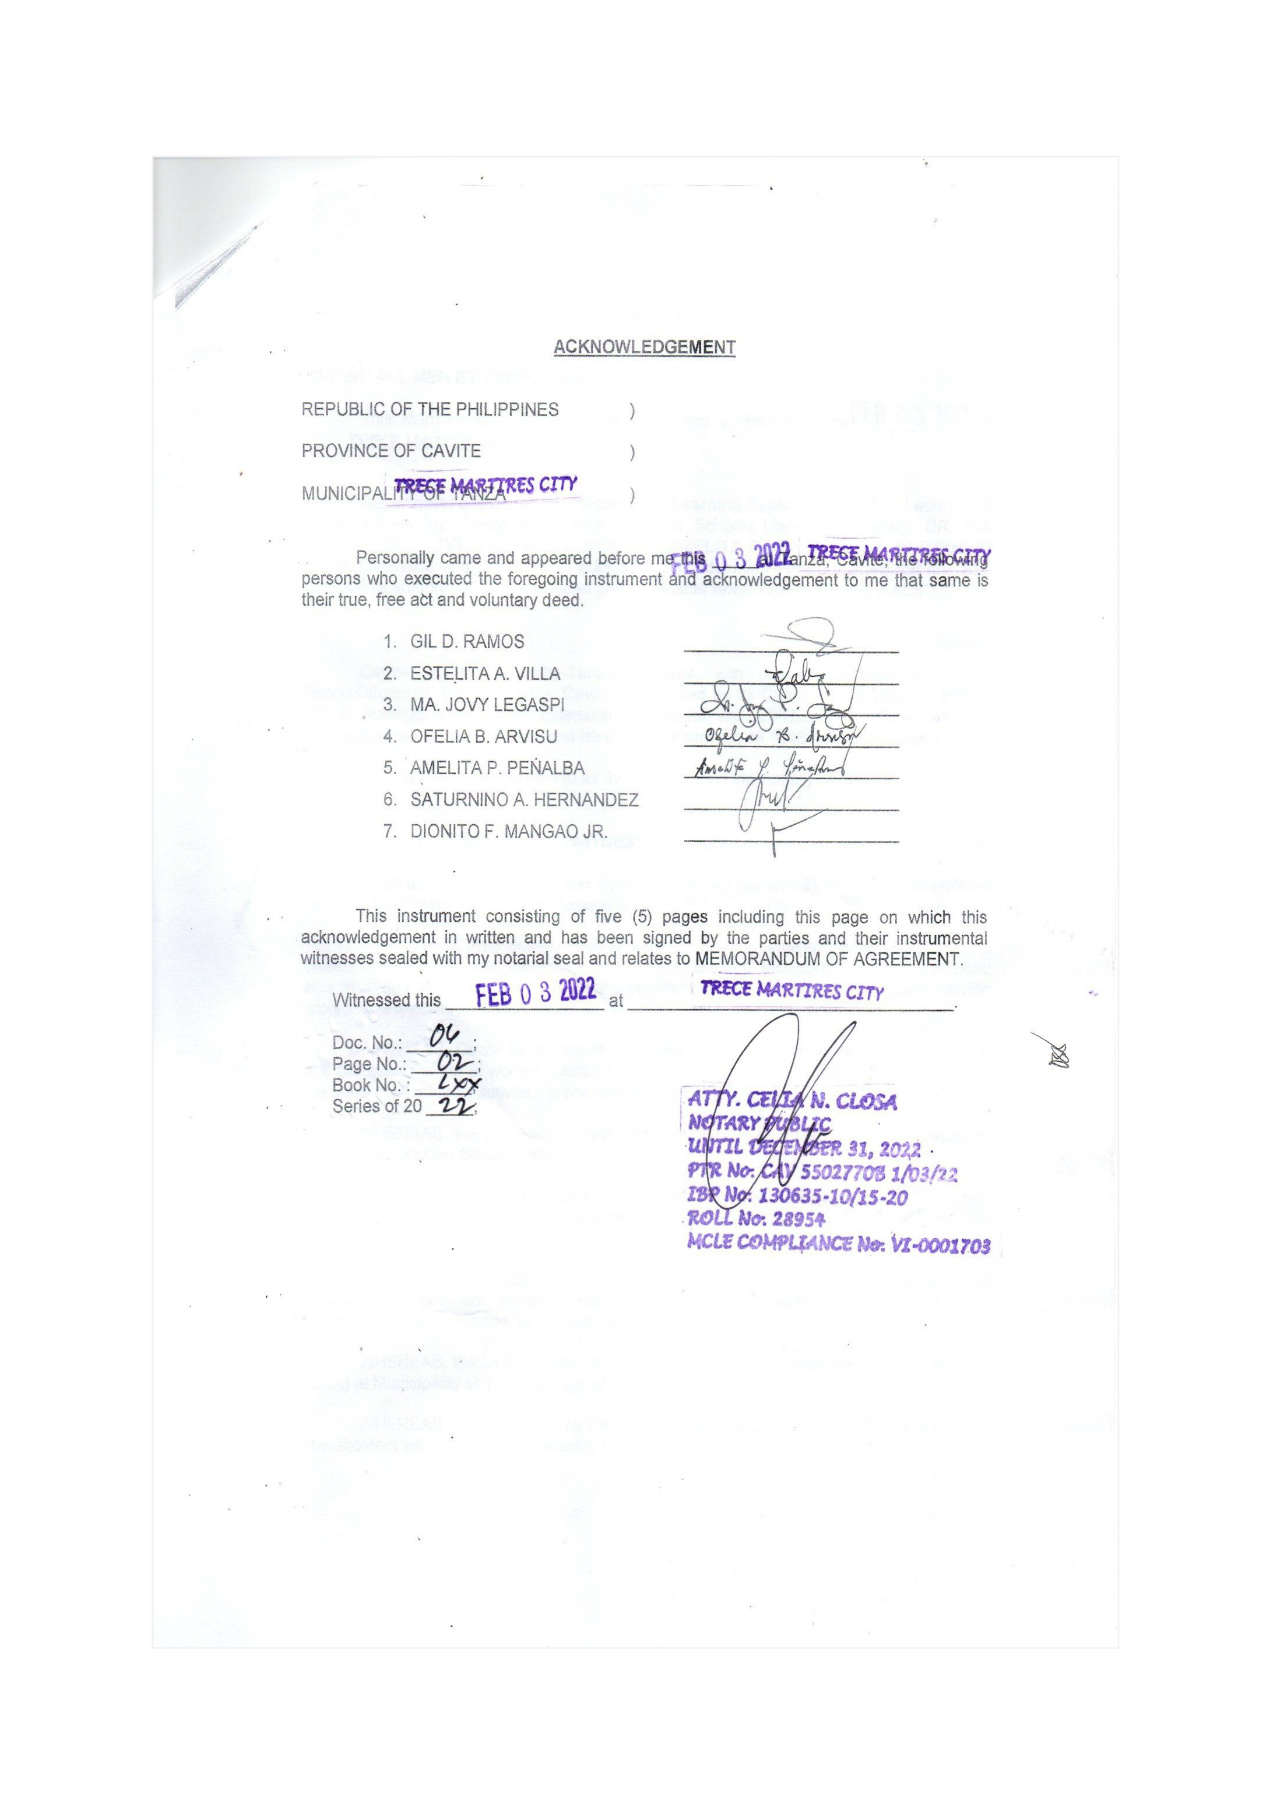 ACKNOWLEDGEMENT
REPUBLIC OF THE PHILIPPINES )
PROVINCE OF CAVITE )
MUNICIPALITY OF TANZA TRECE MARTIRES CITY )
Personally came and appeared before me this FEB 03 2022 at Tanza, Cavite, the following TRECE MARTIRES CITY
persons who executed the foregoing instrument and acknowledgement to me that same is
their true, free act and voluntary deed.
1. GIL D. RAMOS
2. ESTELITA A. VILLA
3. MA. JOVY LEGASPI
4. OFELIA B. ARVISU Ofelia B. Arvisu
5. AMELITA P. PEÑALBA Amelita P. Peñalba
6. SATURNINO A. HERNANDEZ
7. DIONITO F. MANGAO JR.
This instrument consisting of five (5) pages including this page on which this
acknowledgement in written and has been signed by the parties and their instrumental
witnesses sealed with my notarial seal and relates to MEMORANDUM OF AGREEMENT.
Witnessed this FEB 03 2022 at TRECE MARTIRES CITY.
Doc. No.: 04;
Page No.: 02;
Book No. : LXX;
Series of 20 22;
ATTY. CELIA N. CLOSA
NOTARY PUBLIC
UNTIL DECEMBER 31, 2022
PTR No: CAV 55027708 1/03/22
IBP No: 130635-10/15-20
ROLL No: 28954
MCLE COMPLIANCE No: VI-0001703